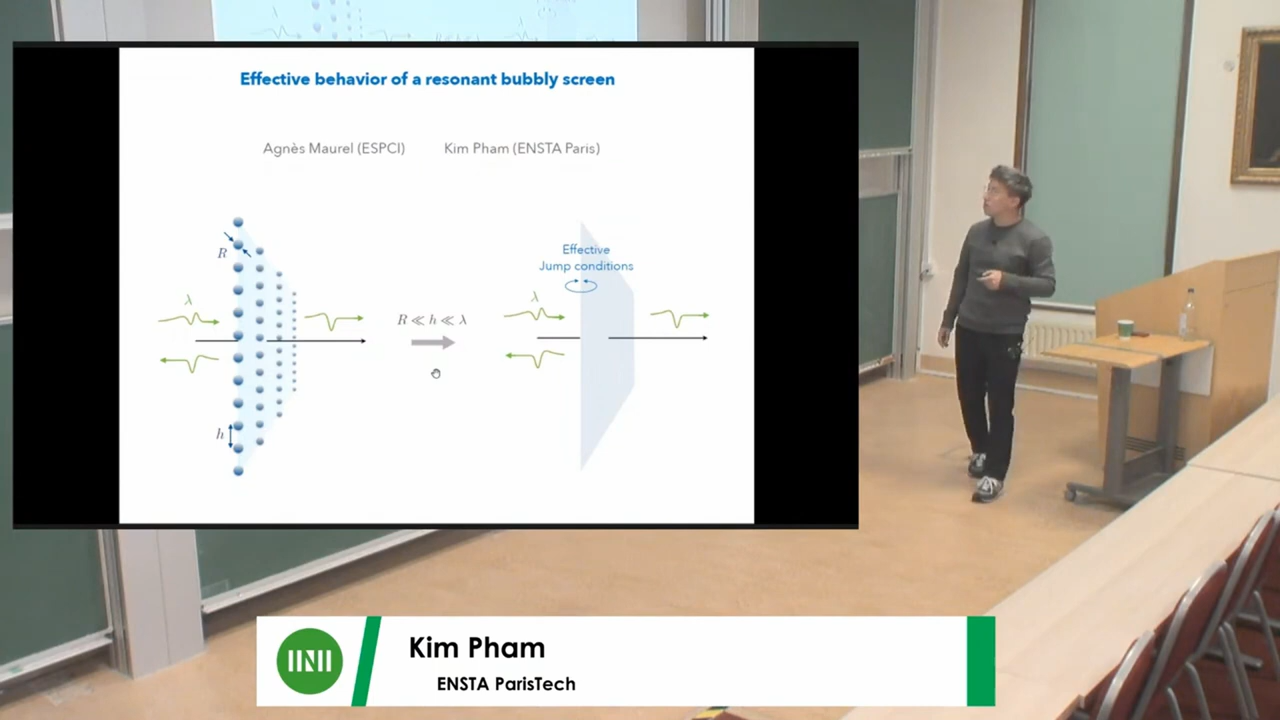 Effective behavior of a resonant bubbly screen
Agnès Maurel (ESPCI) Kim Pham (ENSTA Paris)
R
Effective
Jump conditions
λ
λ
R ≪ h ≪ λ
h
Kim Pham
ENSTA ParisTech